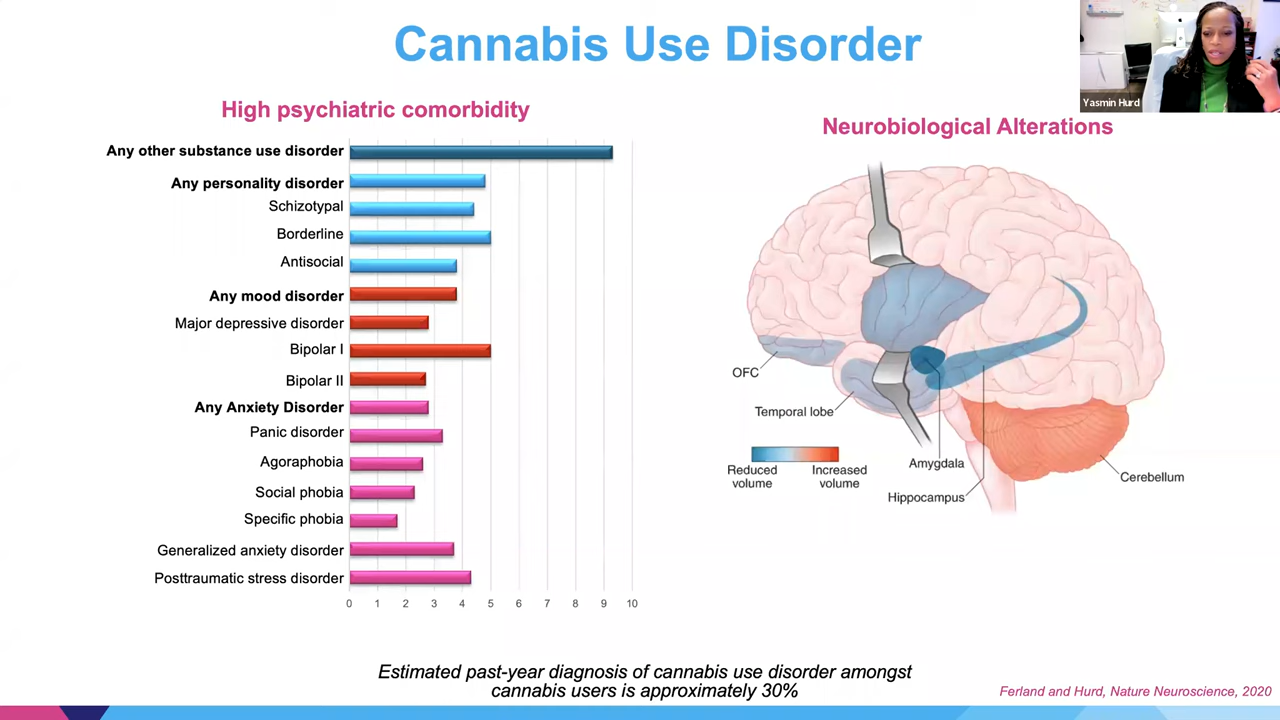 Cannabis Use Disorder
Yasmin Hurd
High psychiatric comorbidity
Any other substance use disorder
Any personality disorder
Schizotypal
Borderline
Antisocial
Any mood disorder
Major depressive disorder
Bipolar I
Bipolar II
Any Anxiety Disorder
Panic disorder
Agoraphobia
Social phobia
Specific phobia
Generalized anxiety disorder
Posttraumatic stress disorder
0 1 2 3 4 5 6 7 8 9 10
Neurobiological Alterations
OFC
Temporal lobe
Reduced
volume
Increased
volume
Amygdala
Hippocampus
Cerebellum
Estimated past-year diagnosis of cannabis use disorder amongst
cannabis users is approximately 30%
Ferland and Hurd, Nature Neuroscience, 2020